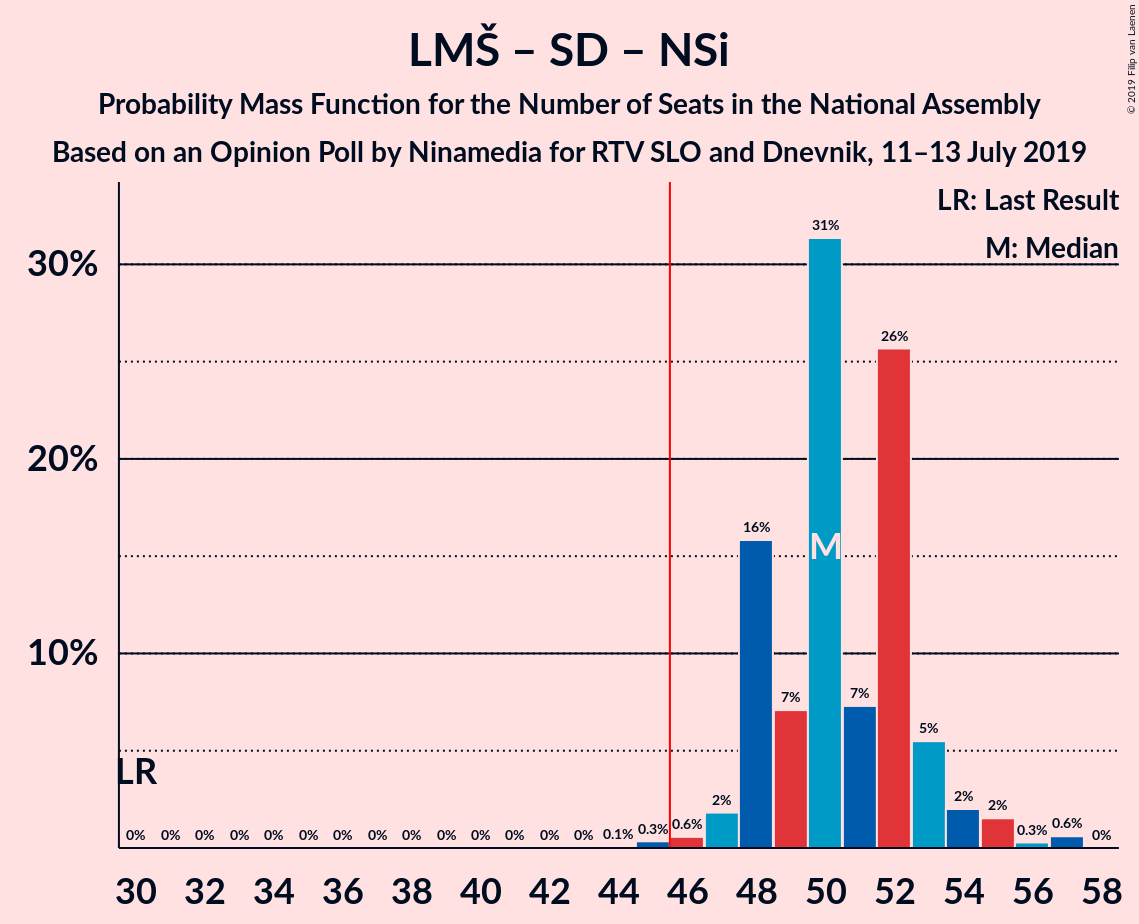 LMŠ – SD – NSi
Probability Mass Function for the Number of Seats in the National Assembly
Based on an Opinion Poll by Ninamedia for RTV SLO and Dnevnik, 11–13 July 2019
© 2019 Filip van Laenen
LR: Last Result
M: Median
30%
20%
10%
31%
26%
16%
M
7%
7%
5%
LR
2%
2%
2%
0% 0% 0% 0% 0% 0% 0% 0% 0% 0% 0% 0% 0% 0% 0.1% 0.3% 0.6% 0.3% 0.6% 0%
30 32 34 36 38 40 42 44 46 48 50 52 54 56 58